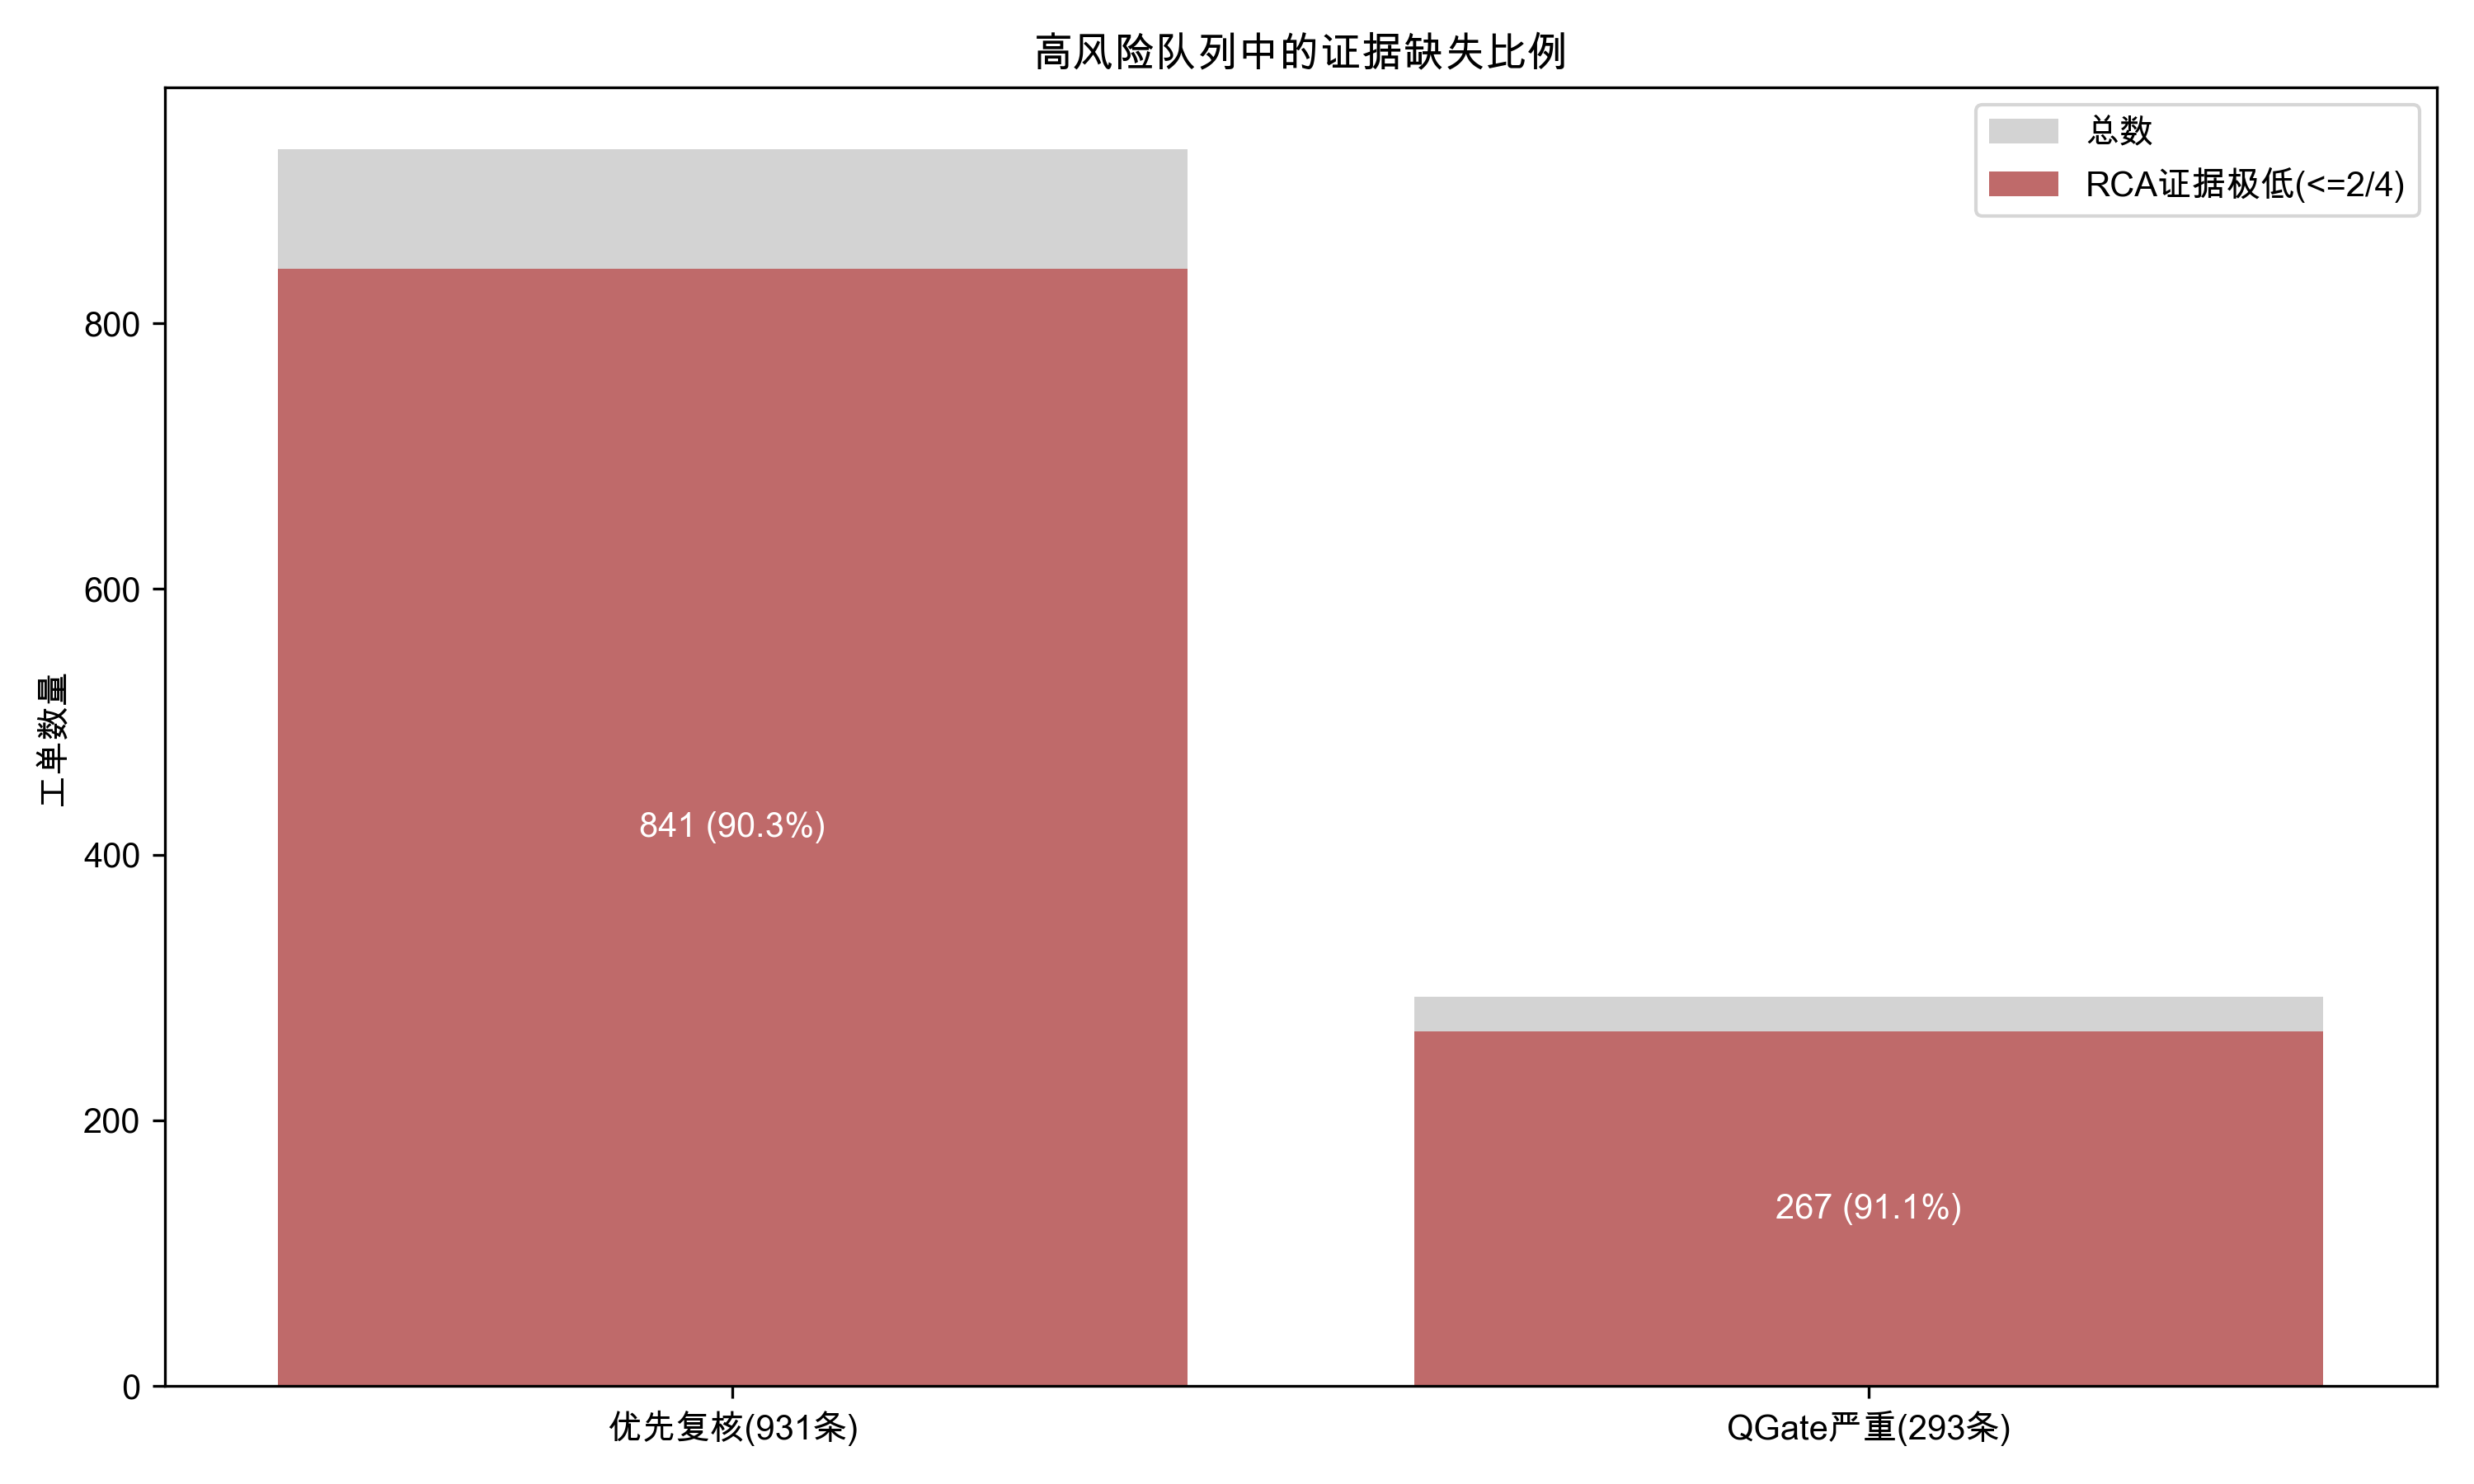 高风险队列中的证据缺失比例
总数
RCA证据极低(<=2/4)
工单数量
800
600
400
200
0
841 (90.3%)
267 (91.1%)
优先复核(931条)
QGate严重(293条)